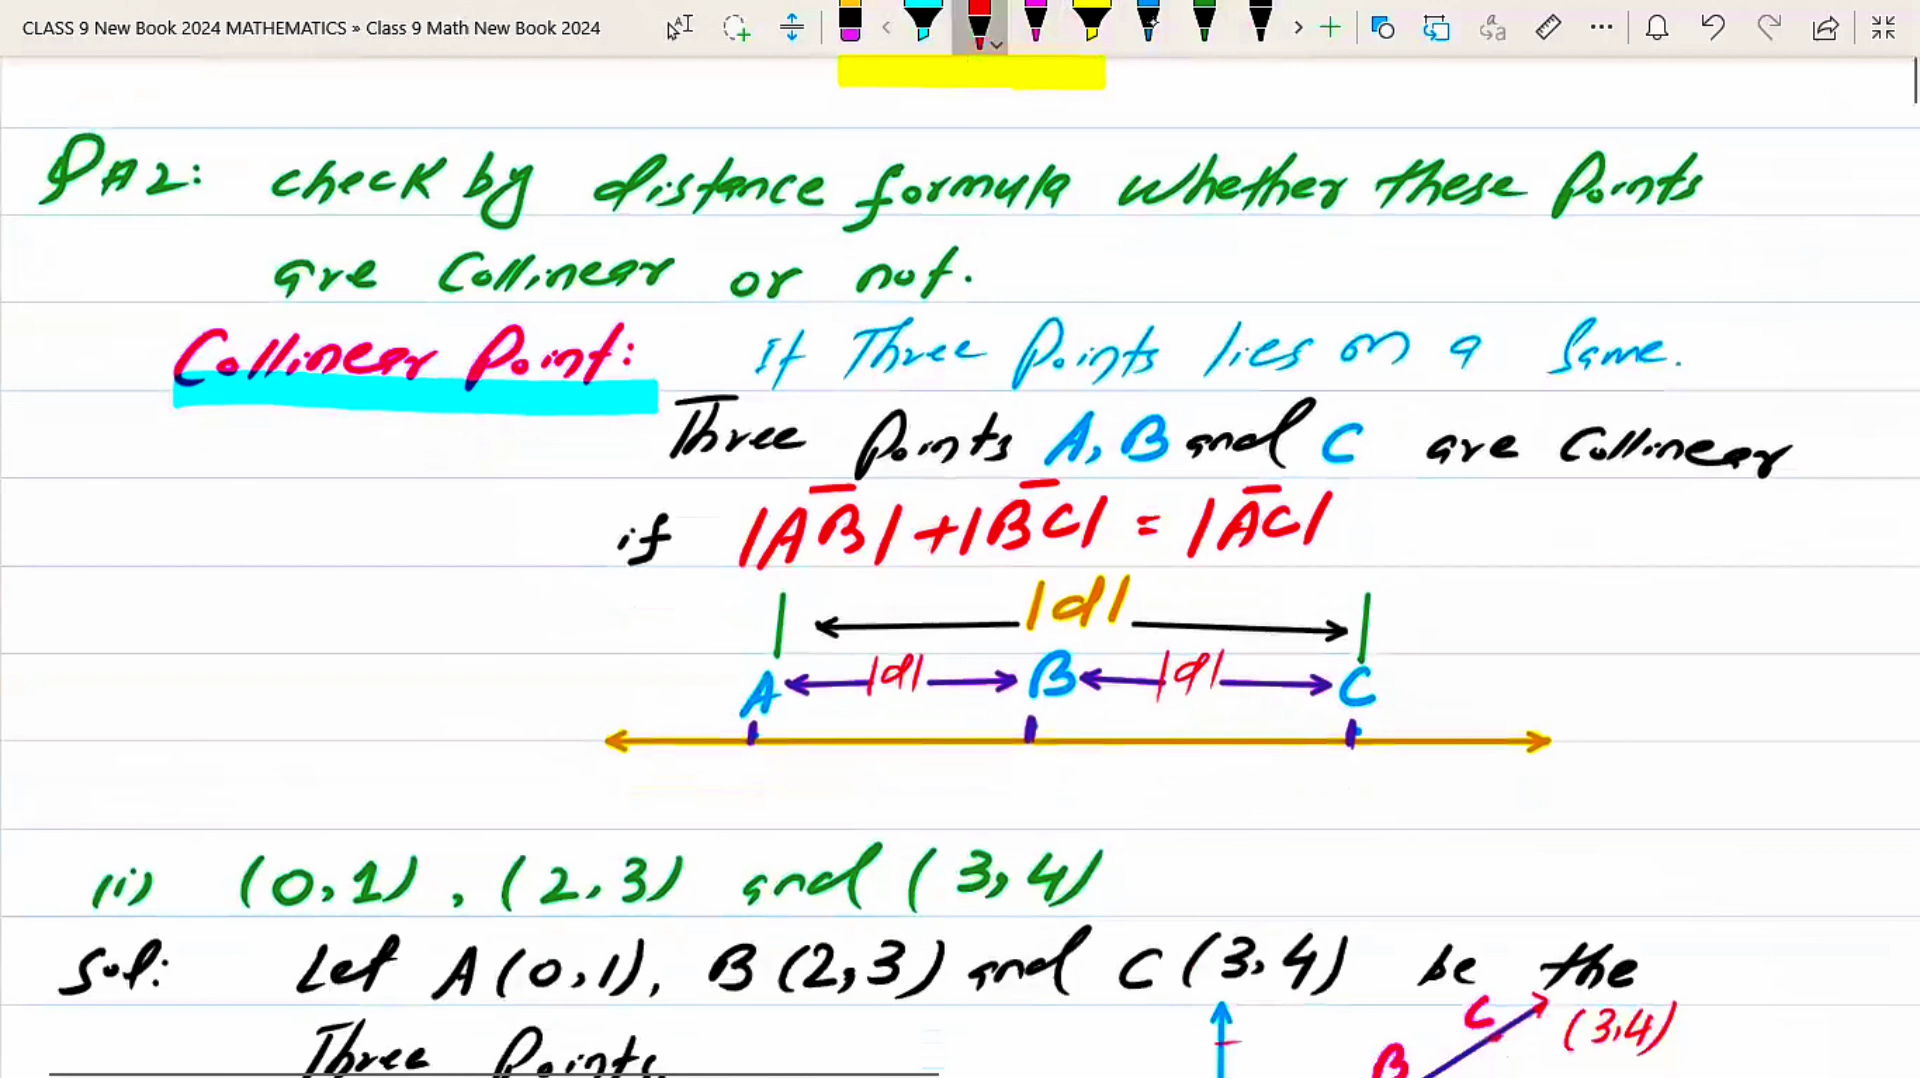 CLASS 9 New Book 2024 MATHEMATICS » Class 9 Math New Book 2024
Q#2: check by distance formula whether these Points
are Collinear or not.
Collinear Point: If Three Points lies on a Same.
Three Points A, B and C are Collinear
if |AB| + |BC| = |AC|
|d|
A |d| B |d| C
(i) (0,1), (2,3) and (3,4)
Sol: Let A(0,1), B(2,3) and C(3,4) be the
C (3,4)
Three Points
B